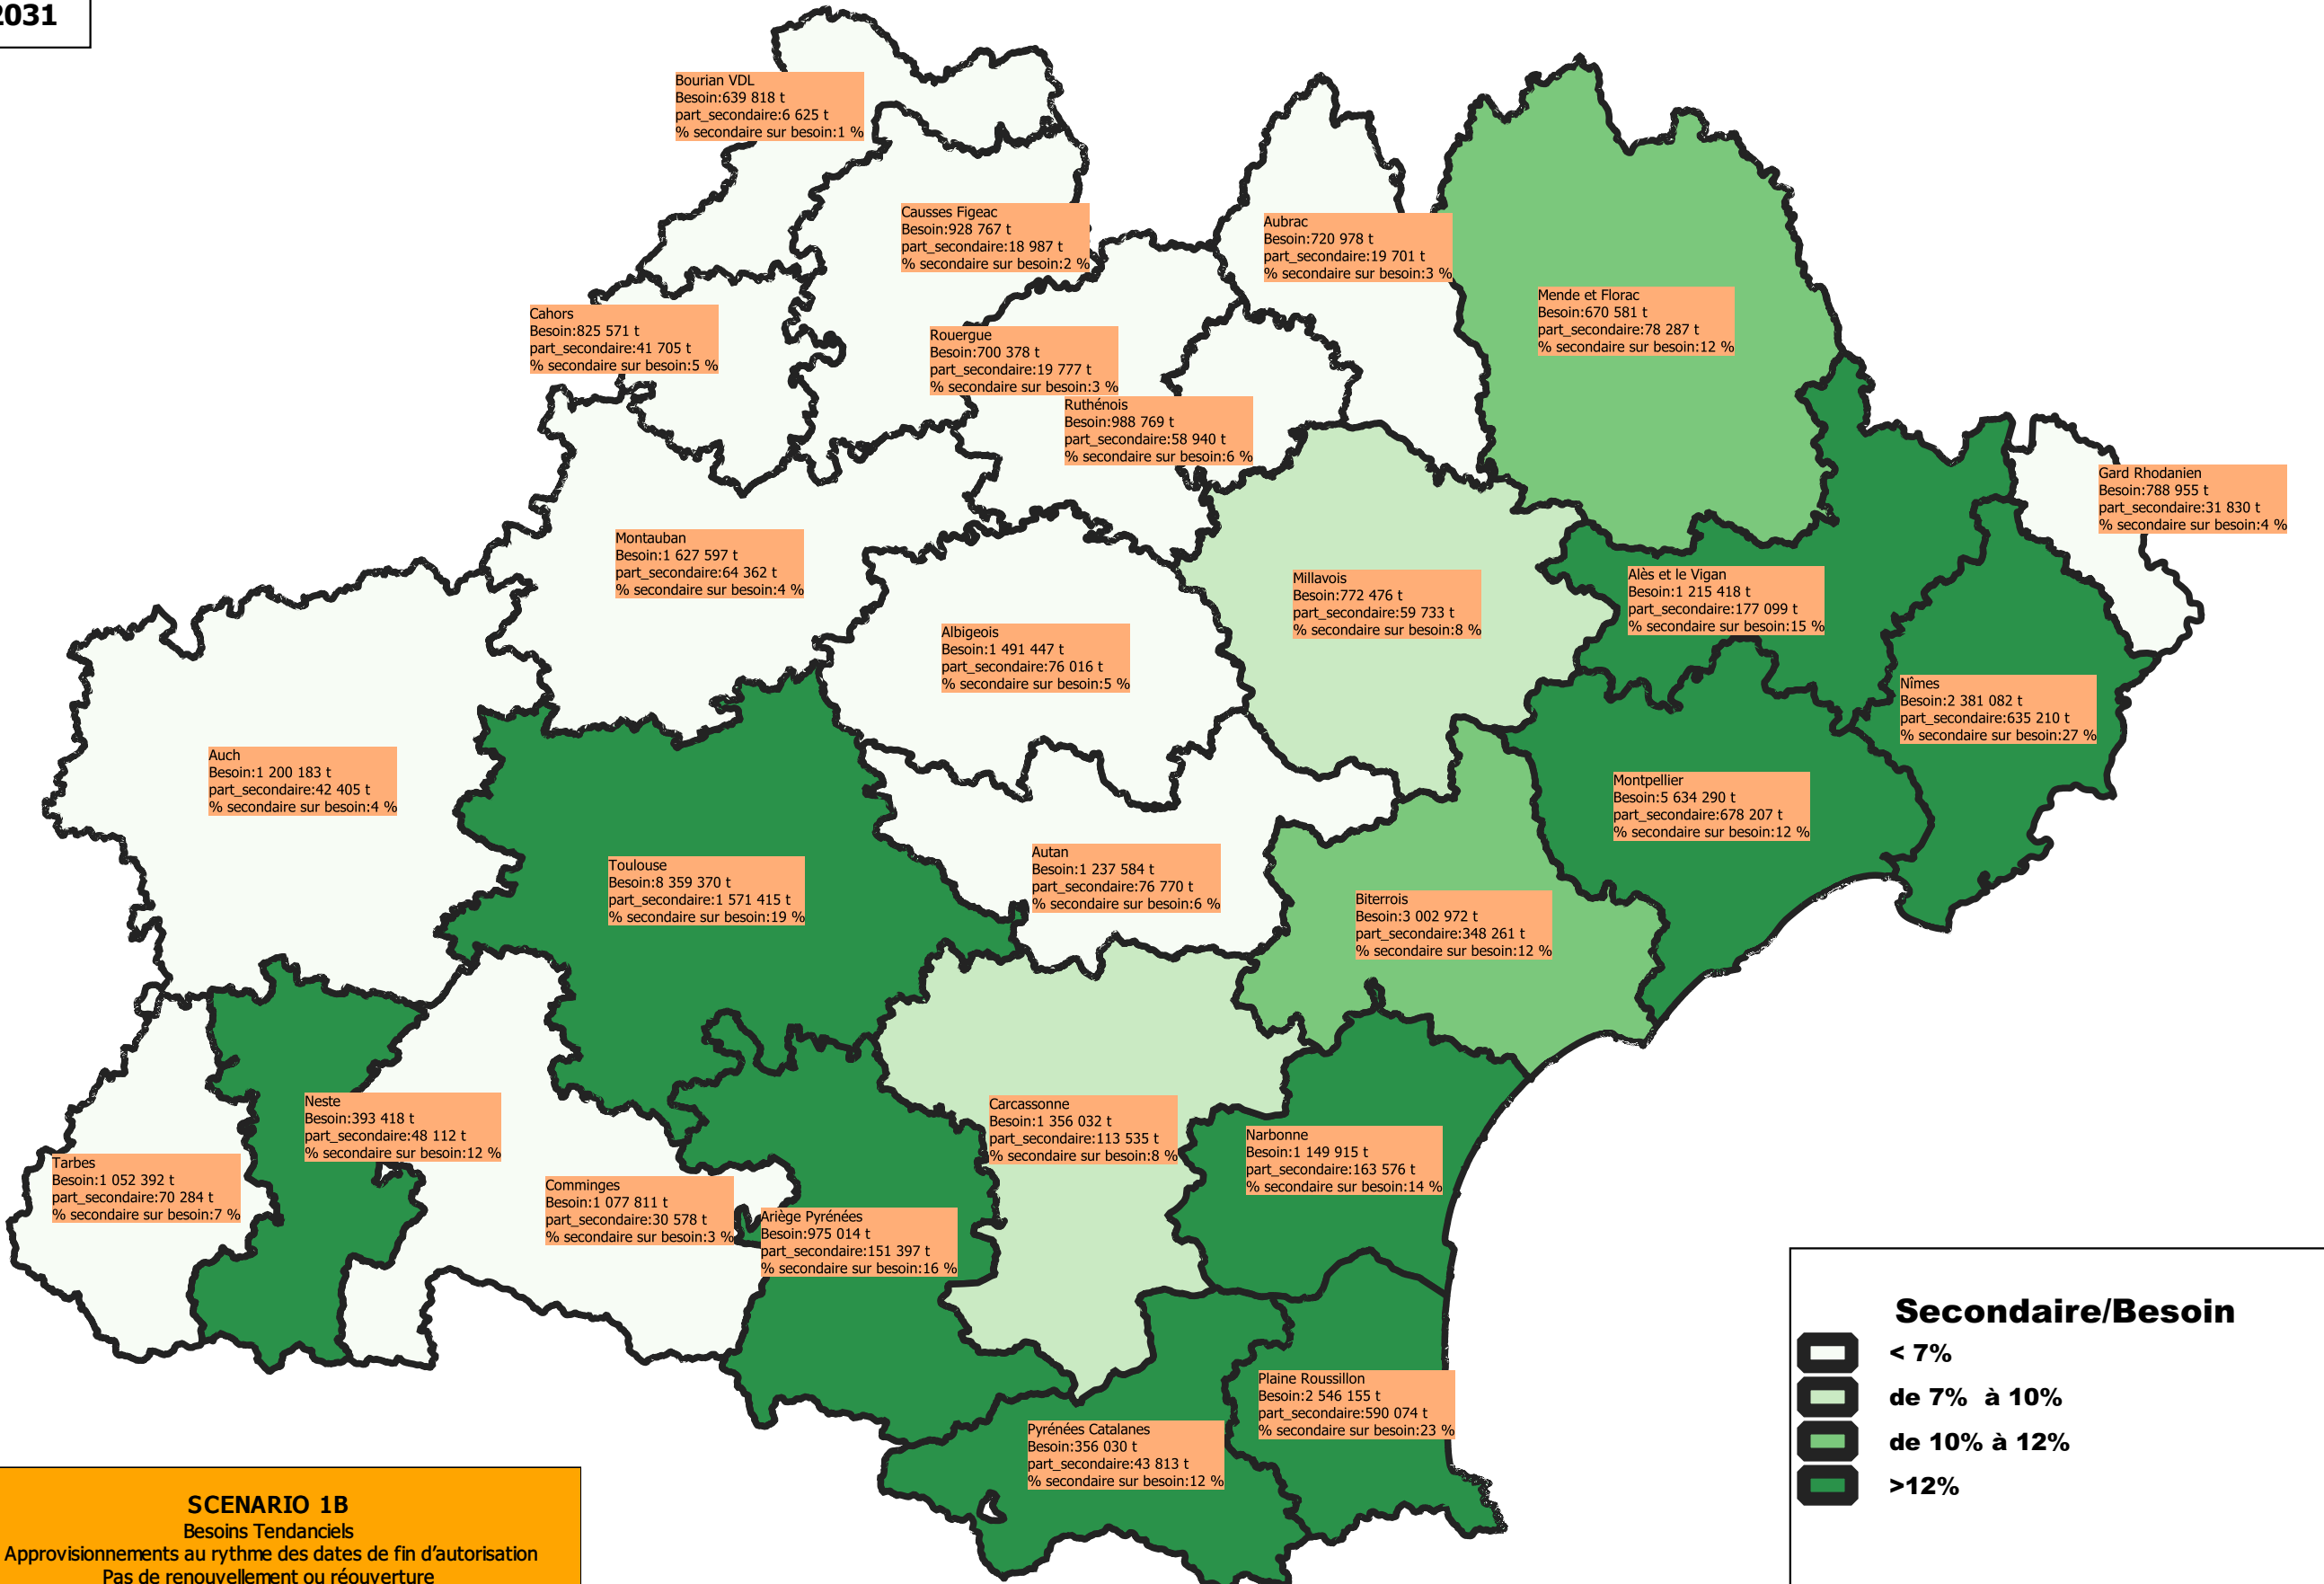 2031
Bourian VDL
Besoin:639 818 t
part_secondaire:6 625 t
% secondaire sur besoin:1 %
Causses Figeac
Besoin:928 767 t
part_secondaire:18 987 t
% secondaire sur besoin:2 %
Aubrac
Besoin:720 978 t
part_secondaire:19 701 t
% secondaire sur besoin:3 %
Mende et Florac
Besoin:670 581 t
part_secondaire:78 287 t
% secondaire sur besoin:12 %
Cahors
Besoin:825 571 t
part_secondaire:41 705 t
% secondaire sur besoin:5 %
Rouergue
Besoin:700 378 t
part_secondaire:19 777 t
% secondaire sur besoin:3 %
Ruthénois
Besoin:988 769 t
part_secondaire:58 940 t
% secondaire sur besoin:6 %
Gard Rhodanien
Besoin:788 955 t
part_secondaire:31 830 t
% secondaire sur besoin:4 %
Montauban
Besoin:1 627 597 t
part_secondaire:64 362 t
% secondaire sur besoin:4 %
Millavois
Besoin:772 476 t
part_secondaire:59 733 t
% secondaire sur besoin:8 %
Alès et le Vigan
Besoin:1 215 418 t
part_secondaire:177 099 t
% secondaire sur besoin:15 %
Albigeois
Besoin:1 491 447 t
part_secondaire:76 016 t
% secondaire sur besoin:5 %
Nîmes
Besoin:2 381 082 t
part_secondaire:635 210 t
% secondaire sur besoin:27 %
Auch
Besoin:1 200 183 t
part_secondaire:42 405 t
% secondaire sur besoin:4 %
Montpellier
Besoin:5 634 290 t
part_secondaire:678 207 t
% secondaire sur besoin:12 %
Toulouse
Besoin:8 359 370 t
part_secondaire:1 571 415 t
% secondaire sur besoin:19 %
Autan
Besoin:1 237 584 t
part_secondaire:76 770 t
% secondaire sur besoin:6 %
Biterrois
Besoin:3 002 972 t
part_secondaire:348 261 t
% secondaire sur besoin:12 %
Neste
Besoin:393 418 t
part_secondaire:48 112 t
% secondaire sur besoin:12 %
Carcassonne
Besoin:1 356 032 t
part_secondaire:113 535 t
% secondaire sur besoin:8 %
Narbonne
Besoin:1 149 915 t
part_secondaire:163 576 t
% secondaire sur besoin:14 %
Tarbes
Besoin:1 052 392 t
part_secondaire:70 284 t
% secondaire sur besoin:7 %
Comminges
Besoin:1 077 811 t
part_secondaire:30 578 t
% secondaire sur besoin:3 %
Ariège Pyrénées
Besoin:975 014 t
part_secondaire:151 397 t
% secondaire sur besoin:16 %
Plaine Roussillon
Besoin:2 546 155 t
part_secondaire:590 074 t
% secondaire sur besoin:23 %
Pyrénées Catalanes
Besoin:356 030 t
part_secondaire:43 813 t
% secondaire sur besoin:12 %
Secondaire/Besoin
< 7%
de 7% à 10%
de 10% à 12%
>12%
SCENARIO 1B
Besoins Tendanciels
Approvisionnements au rythme des dates de fin d'autorisation
Pas de renouvellement ou réouverture